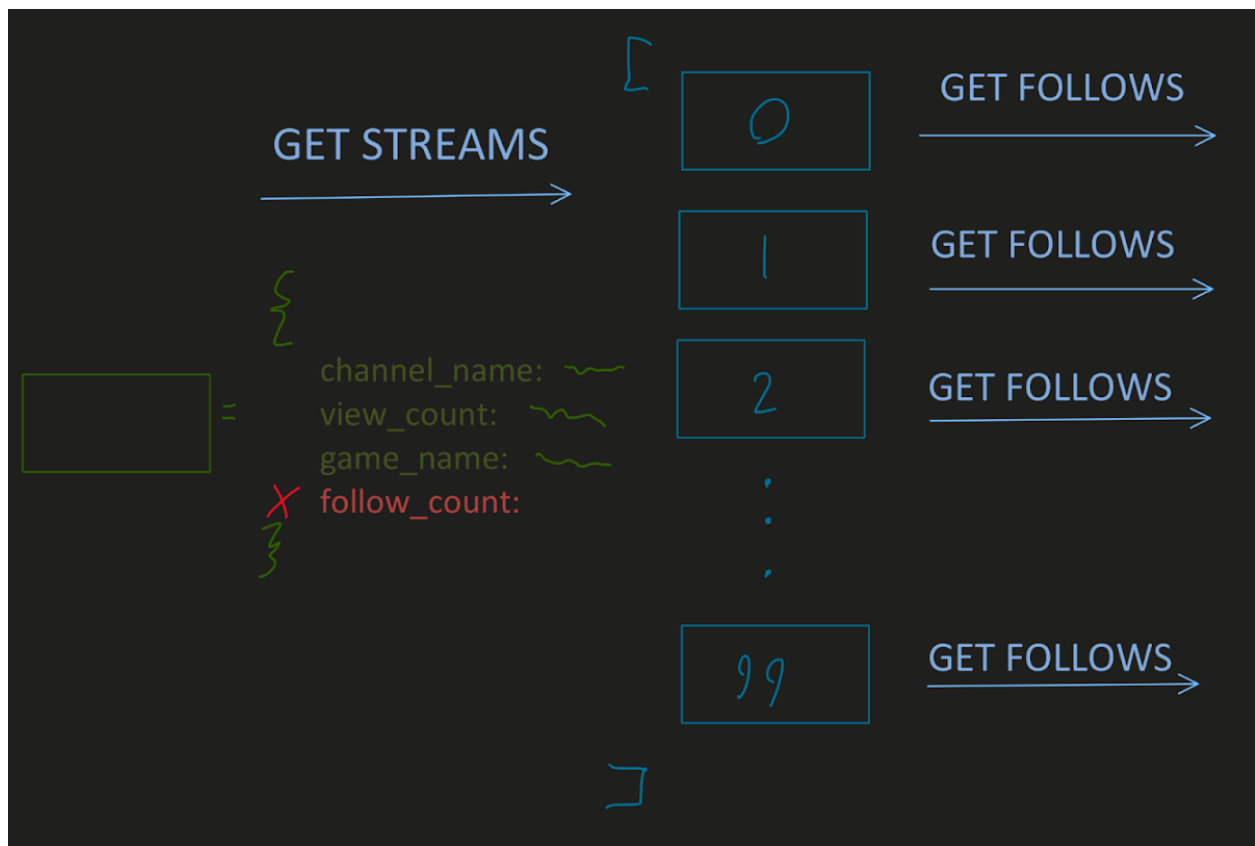 GET STREAMS
{
channel_name:
view_count:
game_name:
X follow_count:
}
=
[
0
GET FOLLOWS
1
GET FOLLOWS
2
GET FOLLOWS
.
.
.
99
GET FOLLOWS
]